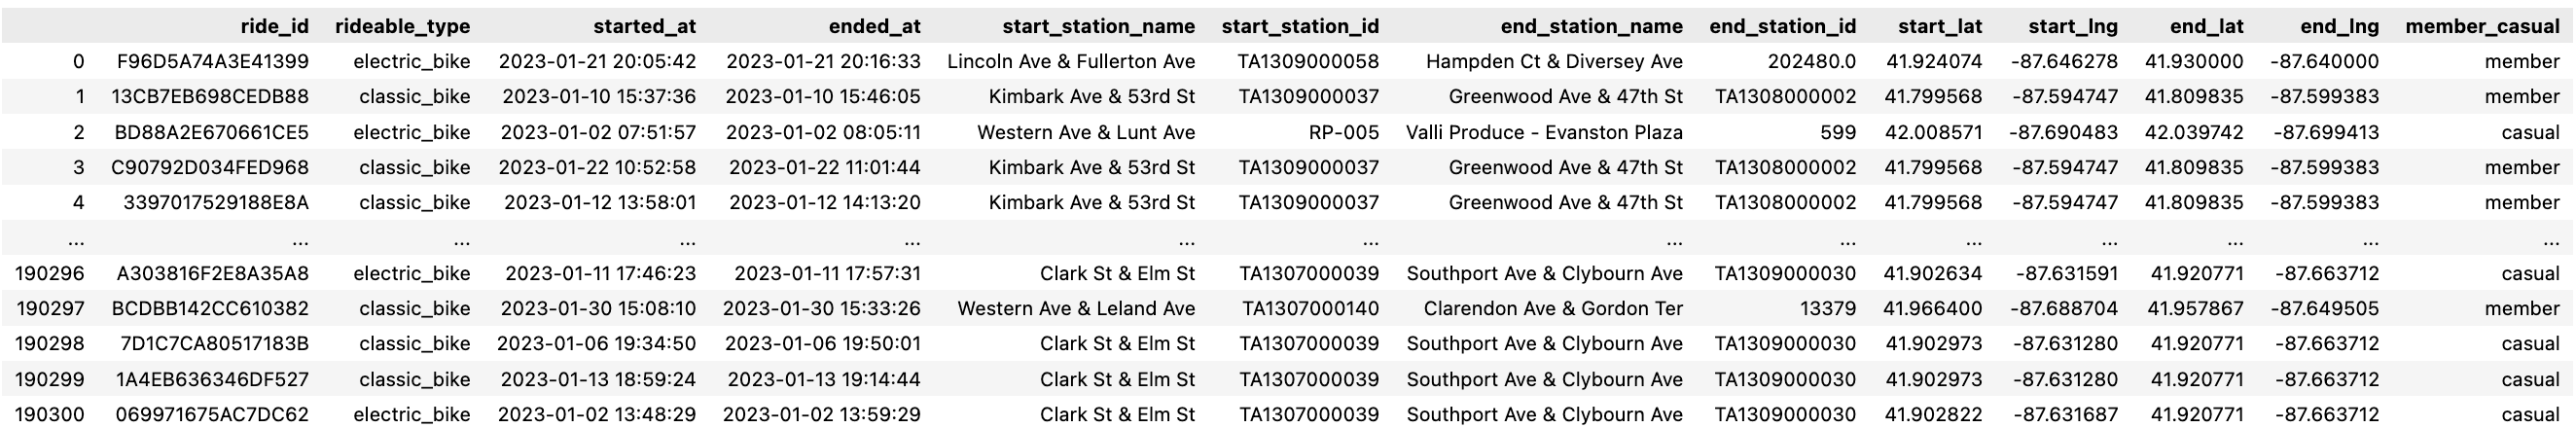 ride_id rideable_type started_at ended_at start_station_name start_station_id end_station_name end_station_id start_lat start_lng end_lat end_lng member_casual
0 F96D5A74A3E41399 electric_bike 2023-01-21 20:05:42 2023-01-21 20:16:33 Lincoln Ave & Fullerton Ave TA1309000058 Hampden Ct & Diversey Ave 202480.0 41.924074 -87.646278 41.930000 -87.640000 member
1 13CB7EB698CEDB88 classic_bike 2023-01-10 15:37:36 2023-01-10 15:46:05 Kimbark Ave & 53rd St TA1309000037 Greenwood Ave & 47th St TA1308000002 41.799568 -87.594747 41.809835 -87.599383 member
2 BD88A2E670661CE5 electric_bike 2023-01-02 07:51:57 2023-01-02 08:05:11 Western Ave & Lunt Ave RP-005 Valli Produce - Evanston Plaza 599 42.008571 -87.690483 42.039742 -87.699413 casual
3 C90792D034FED968 classic_bike 2023-01-22 10:52:58 2023-01-22 11:01:44 Kimbark Ave & 53rd St TA1309000037 Greenwood Ave & 47th St TA1308000002 41.799568 -87.594747 41.809835 -87.599383 member
4 3397017529188E8A classic_bike 2023-01-12 13:58:01 2023-01-12 14:13:20 Kimbark Ave & 53rd St TA1309000037 Greenwood Ave & 47th St TA1308000002 41.799568 -87.594747 41.809835 -87.599383 member
... ... ... ... ... ... ... ... ... ... ... ... ... ...
190296 A303816F2E8A35A8 electric_bike 2023-01-11 17:46:23 2023-01-11 17:57:31 Clark St & Elm St TA1307000039 Southport Ave & Clybourn Ave TA1309000030 41.902634 -87.631591 41.920771 -87.663712 casual
190297 BCDBB142CC610382 classic_bike 2023-01-30 15:08:10 2023-01-30 15:33:26 Western Ave & Leland Ave TA1307000140 Clarendon Ave & Gordon Ter 13379 41.966400 -87.688704 41.957867 -87.649505 member
190298 7D1C7CA80517183B classic_bike 2023-01-06 19:34:50 2023-01-06 19:50:01 Clark St & Elm St TA1307000039 Southport Ave & Clybourn Ave TA1309000030 41.902973 -87.631280 41.920771 -87.663712 casual
190299 1A4EB636346DF527 classic_bike 2023-01-13 18:59:24 2023-01-13 19:14:44 Clark St & Elm St TA1307000039 Southport Ave & Clybourn Ave TA1309000030 41.902973 -87.631280 41.920771 -87.663712 casual
190300 069971675AC7DC62 electric_bike 2023-01-02 13:48:29 2023-01-02 13:59:29 Clark St & Elm St TA1307000039 Southport Ave & Clybourn Ave TA1309000030 41.902822 -87.631687 41.920771 -87.663712 casual